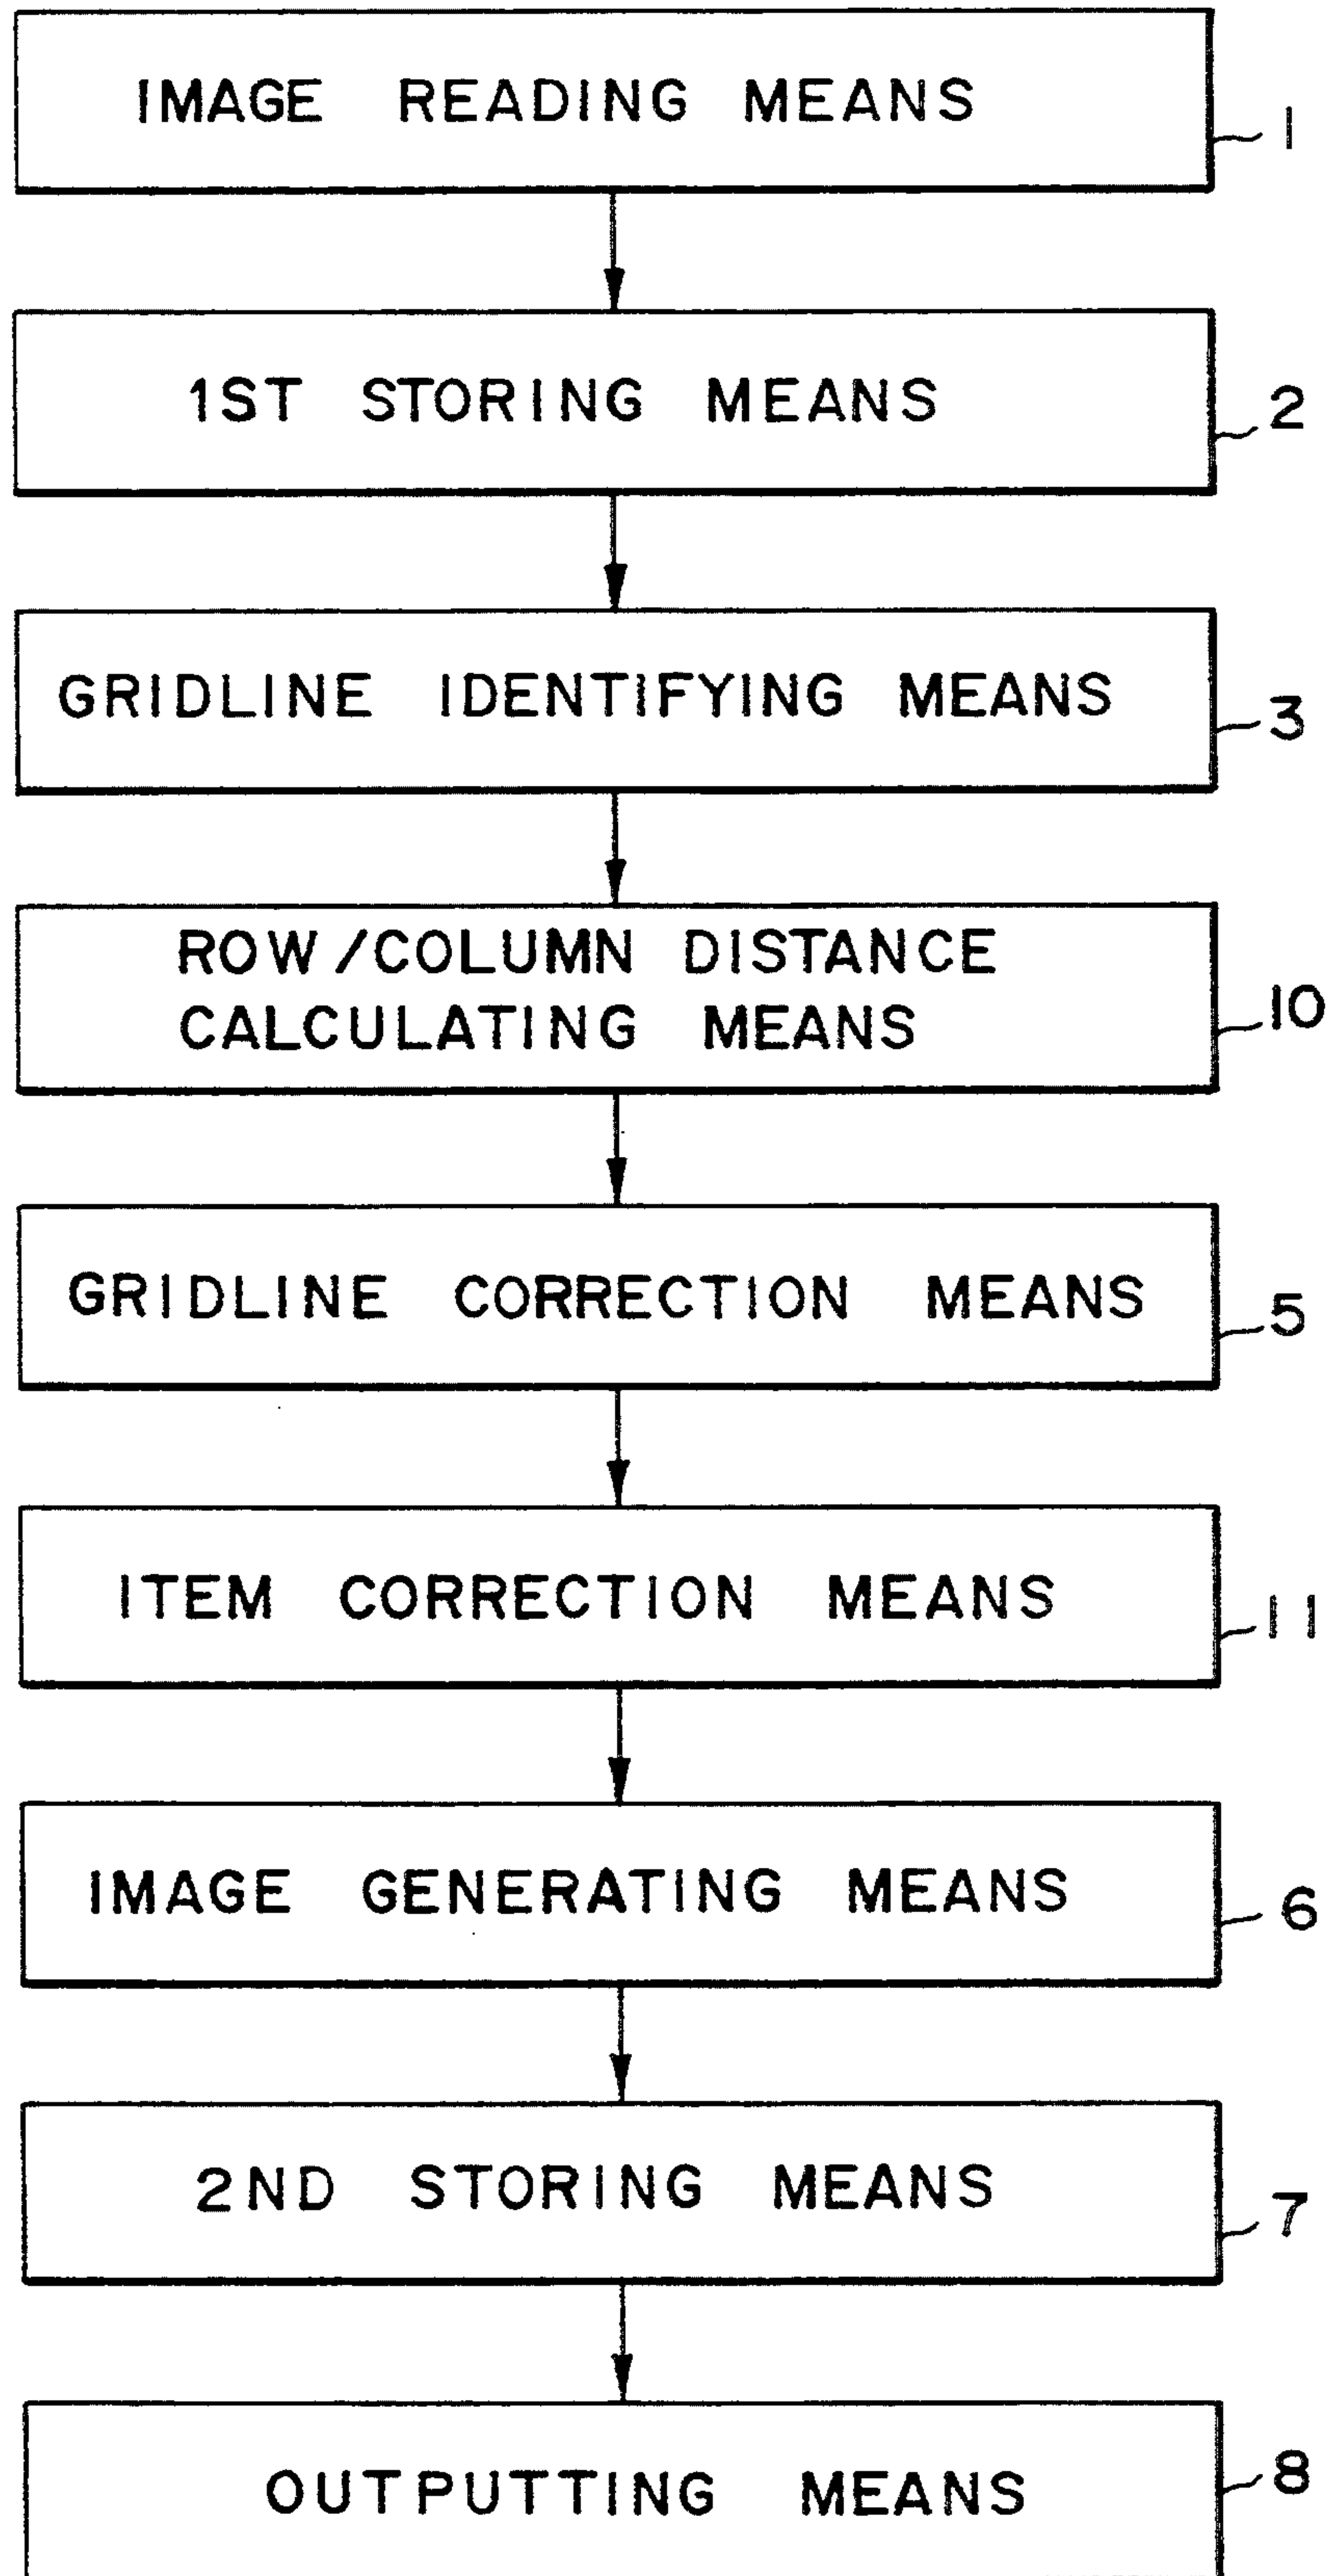 IMAGE READING MEANS
1
1ST STORING MEANS
2
GRIDLINE IDENTIFYING MEANS
3
ROW/COLUMN DISTANCE
CALCULATING MEANS
10
GRIDLINE CORRECTION MEANS
5
ITEM CORRECTION MEANS
11
IMAGE GENERATING MEANS
6
2ND STORING MEANS
7
OUTPUTTING MEANS
8